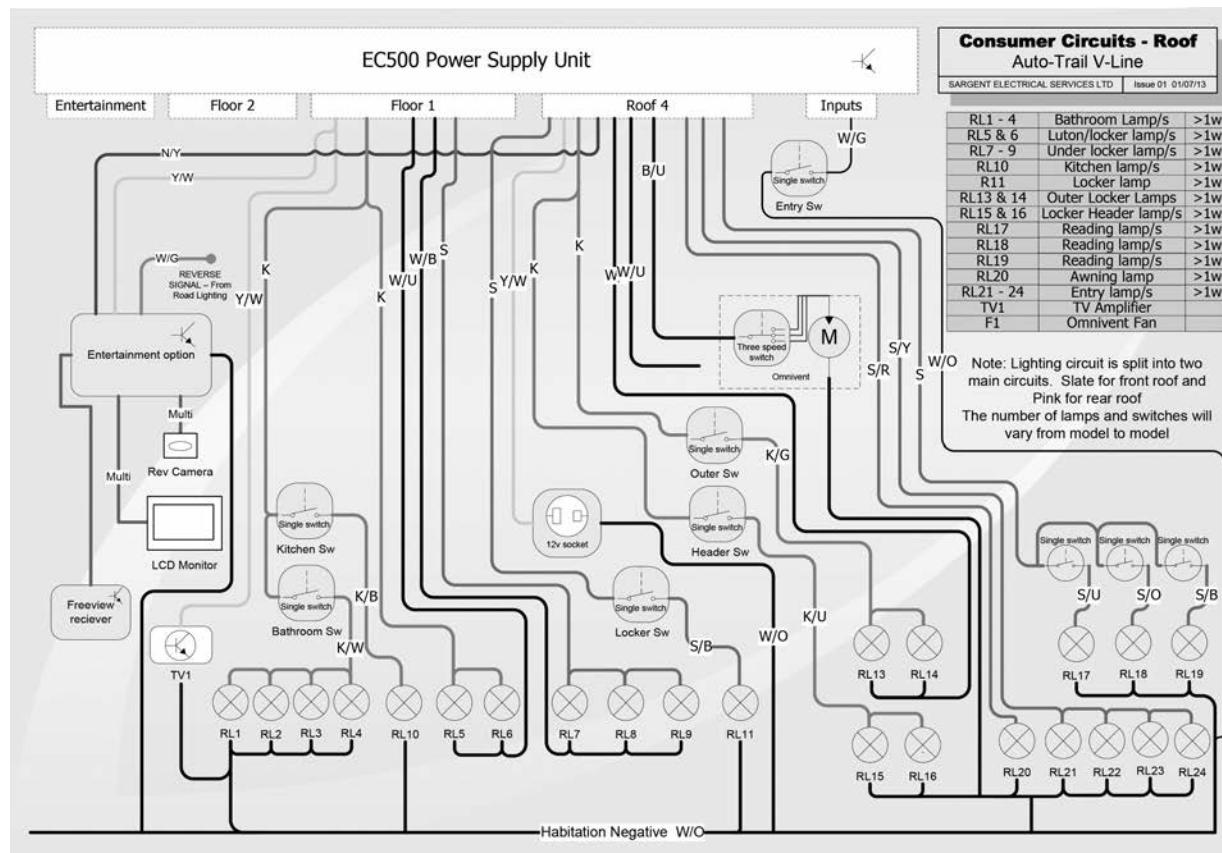 EC500 Power Supply Unit
Entertainment
Floor 2
Floor 1
Roof 4
Inputs
Consumer Circuits - Roof
Auto-Trail V-Line
SARGENT ELECTRICAL SERVICES LTD
Issue 01 01/07/13
RL1 - 4 Bathroom Lamp/s >1w
RL5 & 6 Luton/locker lamp/s >1w
RL7 - 9 Under locker lamp/s >1w
RL10 Kitchen lamp/s >1w
R11 Locker lamp >1w
RL13 & 14 Outer Locker Lamps >1w
RL15 & 16 Locker Header lamp/s >1w
RL17 Reading lamp/s >1w
RL18 Reading lamp/s >1w
RL19 Reading lamp/s >1w
RL20 Awning lamp >1w
RL21 - 24 Entry lamp/s >1w
TV1 TV Amplifier
F1 Omnivent Fan
Note: Lighting circuit is split into two
main circuits. Slate for front roof and
Pink for rear roof
The number of lamps and switches will
vary from model to model
N/Y
Y/W
W/G
REVERSE
SIGNAL – From
Road Lighting
K
Y/W
K
W/U
W/B
S
S
Y/W
K
K
W/U
B/U
W/G
Single switch
Entry Sw
Three speed
switch
M
Omnivent
S/R
S/Y
S
W/O
Entertainment option
Multi
Rev Camera
Multi
LCD Monitor
Freeview
reciever
TV1
Single switch
Kitchen Sw
Single switch
Bathroom Sw
K/B
K/W
12v socket
Single switch
Locker Sw
S/B
W/O
Single switch
Outer Sw
K/G
Single switch
Header Sw
K/U
Single switch
Single switch
Single switch
S/U
S/O
S/B
RL13
RL14
RL17
RL18
RL19
RL1
RL2
RL3
RL4
RL10
RL5
RL6
RL7
RL8
RL9
RL11
RL15
RL16
RL20
RL21
RL22
RL23
RL24
Habitation Negative W/O